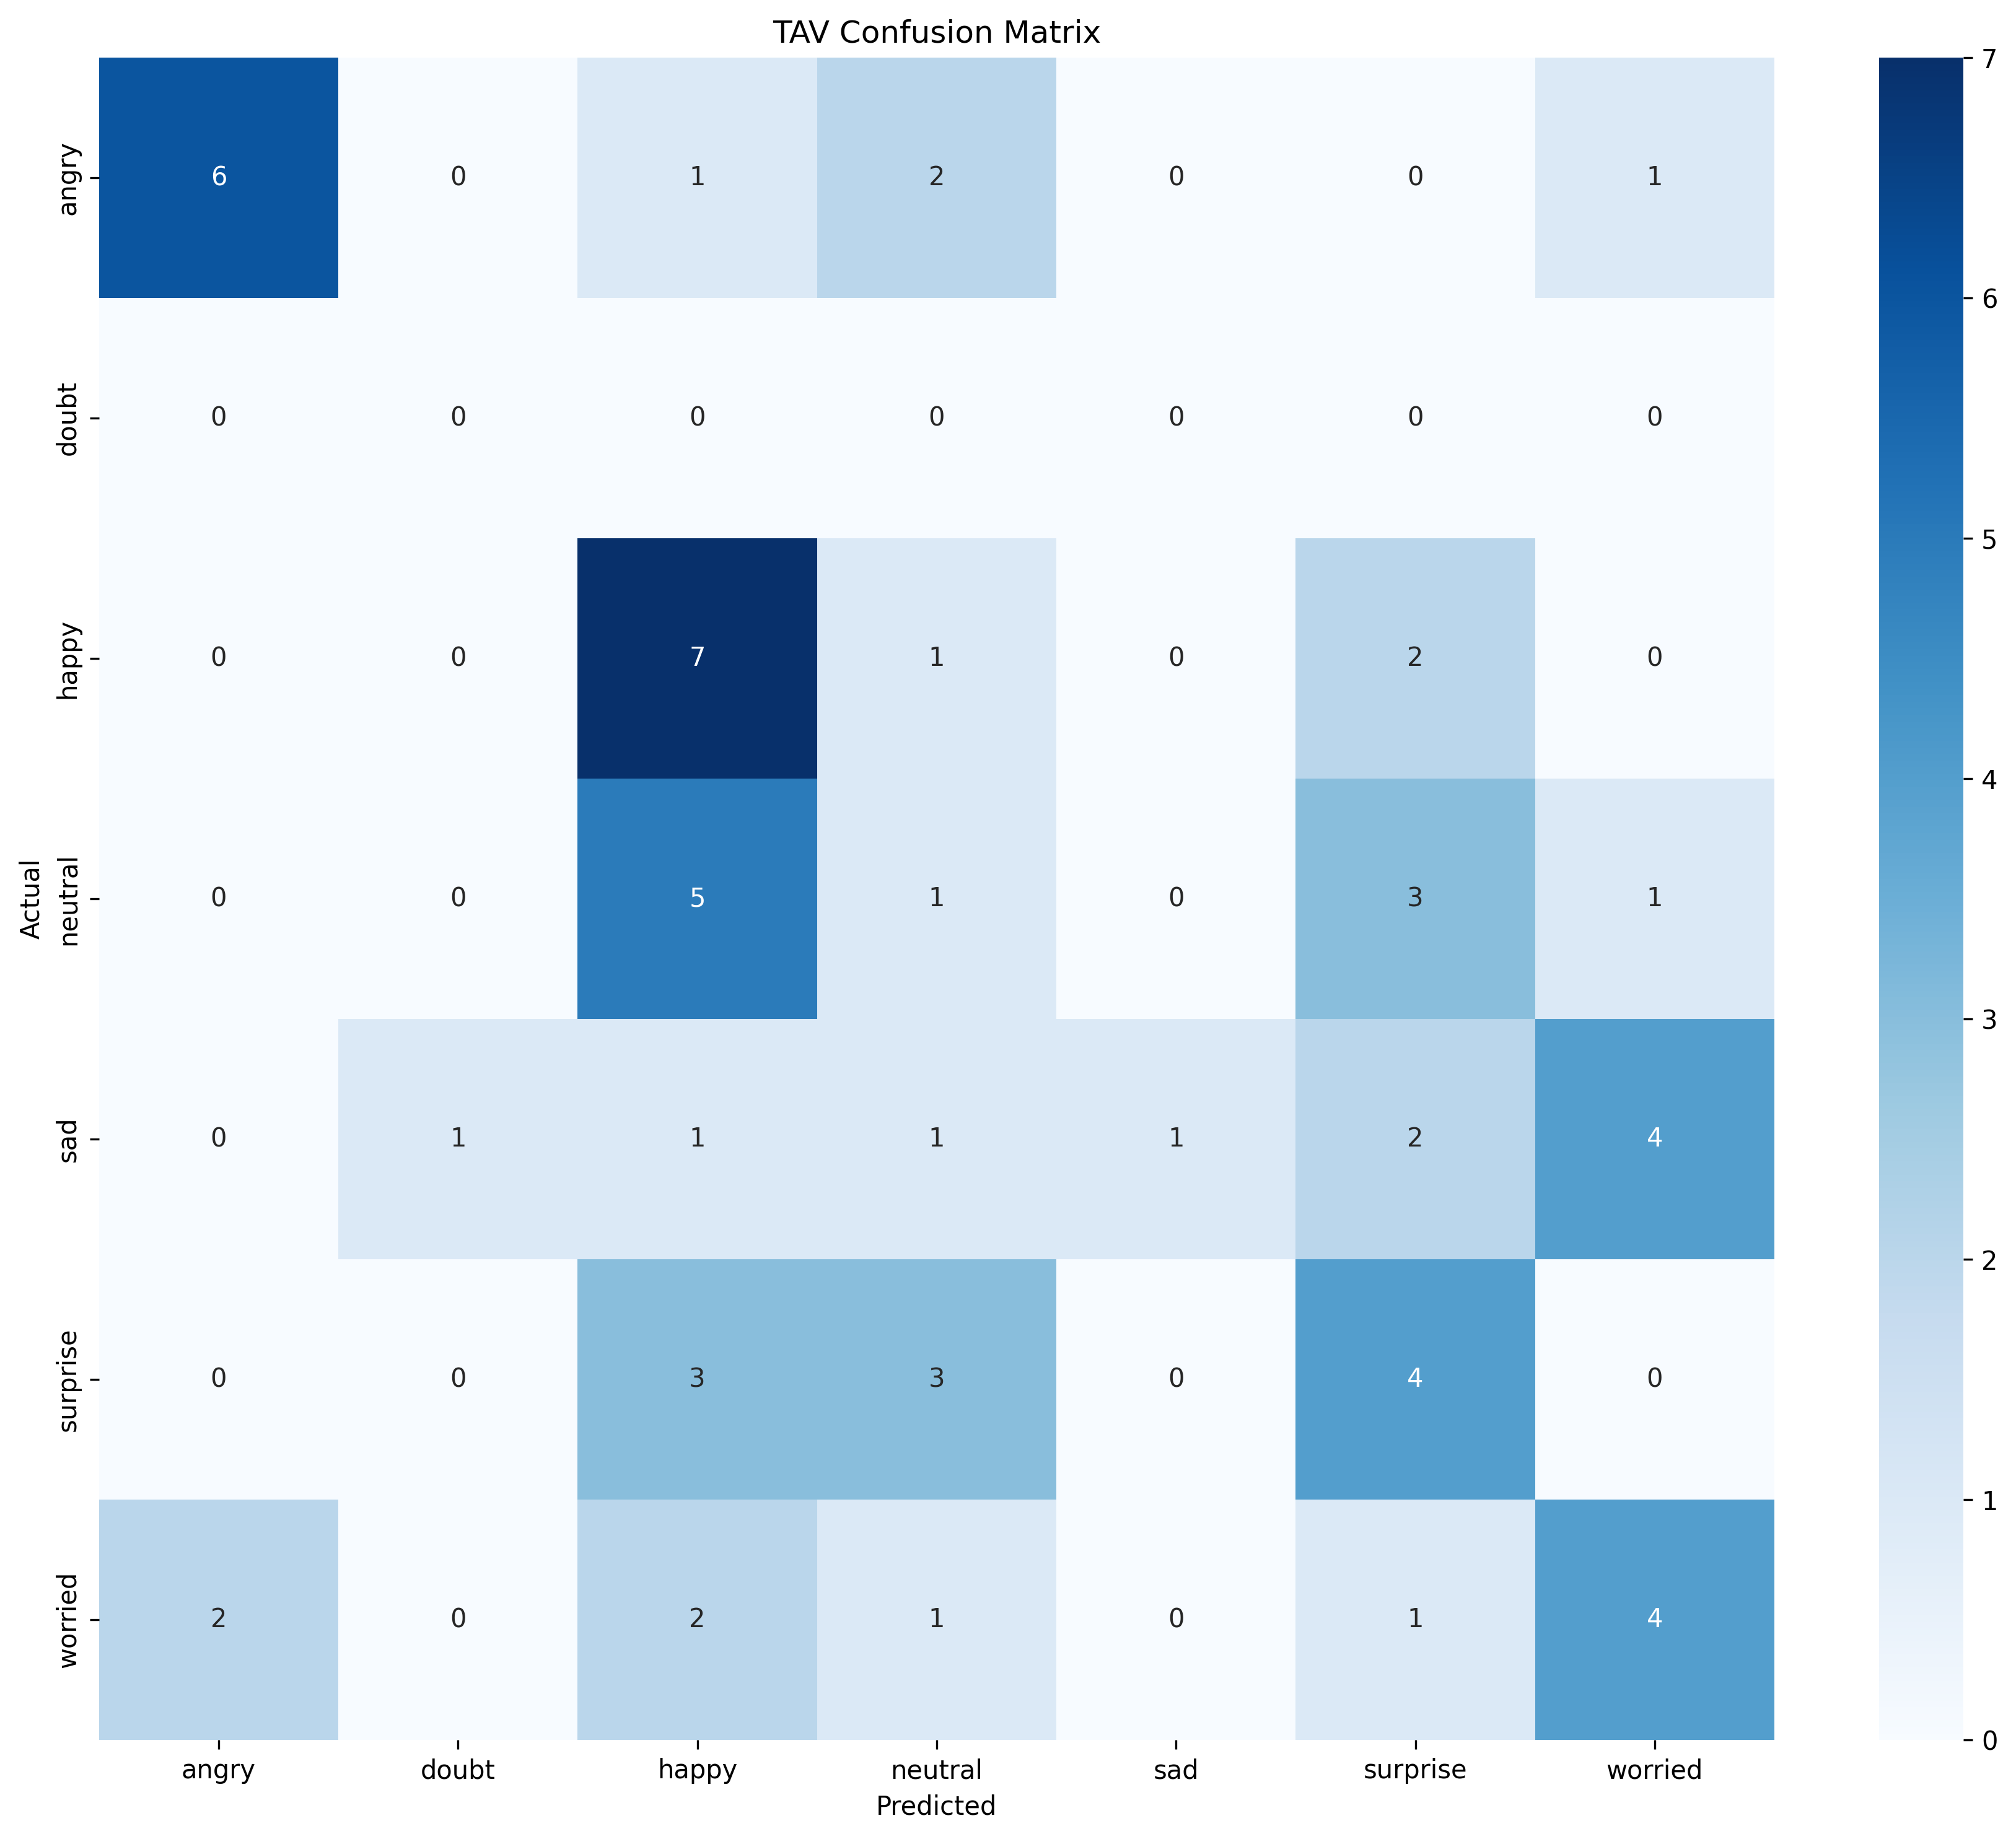 TAV Confusion Matrix
Actual
angry 6 0 1 2 0 0 1
doubt 0 0 0 0 0 0 0
happy 0 0 7 1 0 2 0
neutral 0 0 5 1 0 3 1
sad 0 1 1 1 1 2 4
surprise 0 0 3 3 0 4 0
worried 2 0 2 1 0 1 4
angry doubt happy neutral sad surprise worried
Predicted
7
6
5
4
3
2
1
0